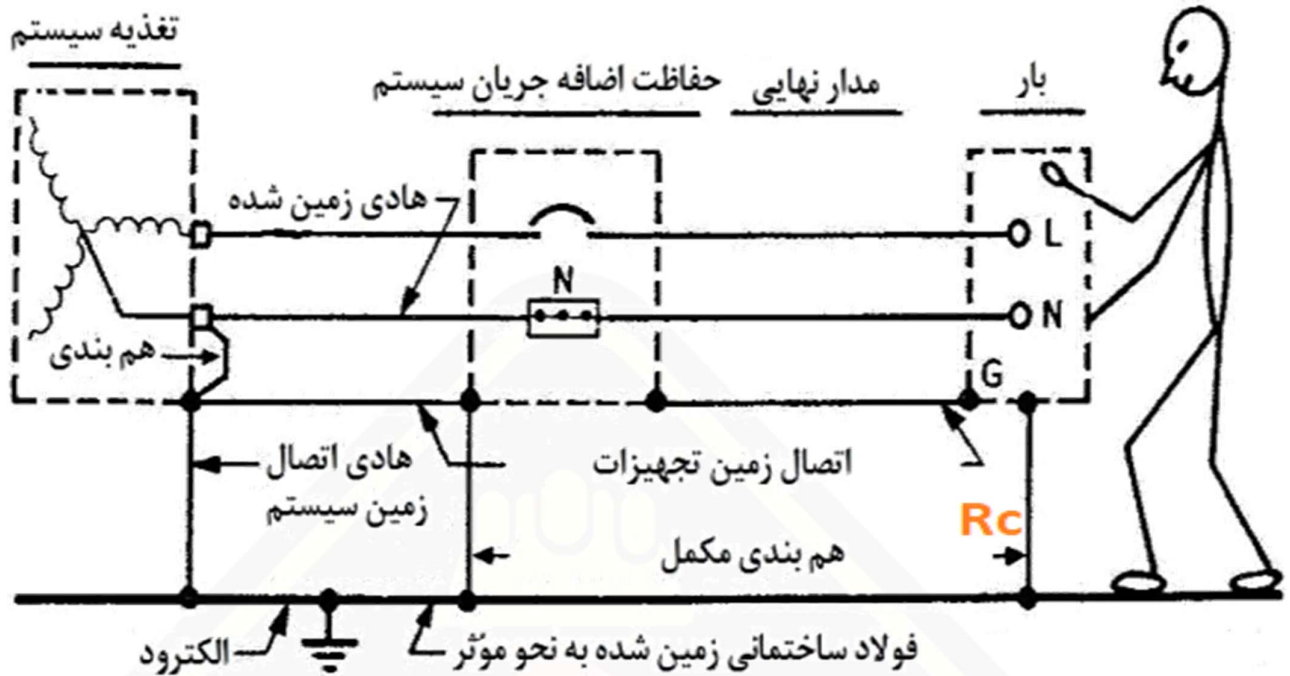 تغذیه سیستم
حفاظت اضافه جریان سیستم
مدار نهایی
بار
هادی زمین شده
L
N
N
هم بندی
G
هادی اتصال
زمین سیستم
اتصال زمین تجهیزات
Rc
هم بندی مکمل
الکترود
فولاد ساختمانی زمین شده به نحو مؤثر